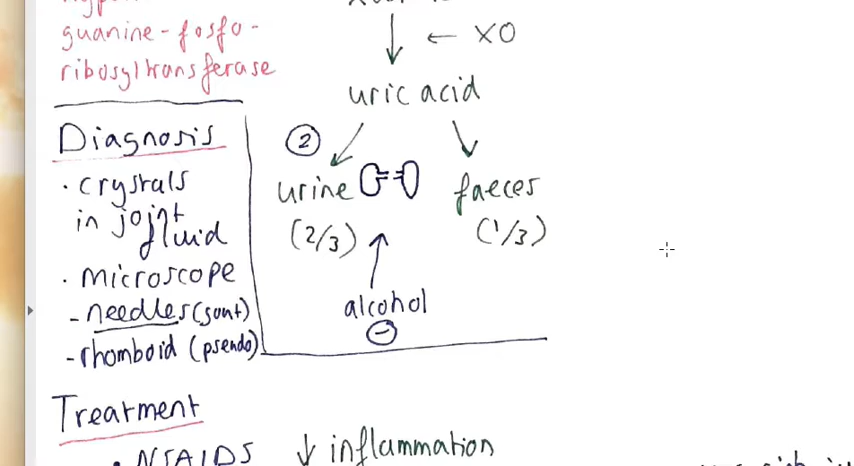 guanine-fosfo-
ribosyltransferase
← XO
uric acid
Diagnosis
• crystals
in joint
fluid
• microscope
- needles (gout)
- rhomboid (pseudo)
②
urine
(2/3)
faeces
(1/3)
alcohol
⊖
Treatment
• NSAIDS ↓ inflammation